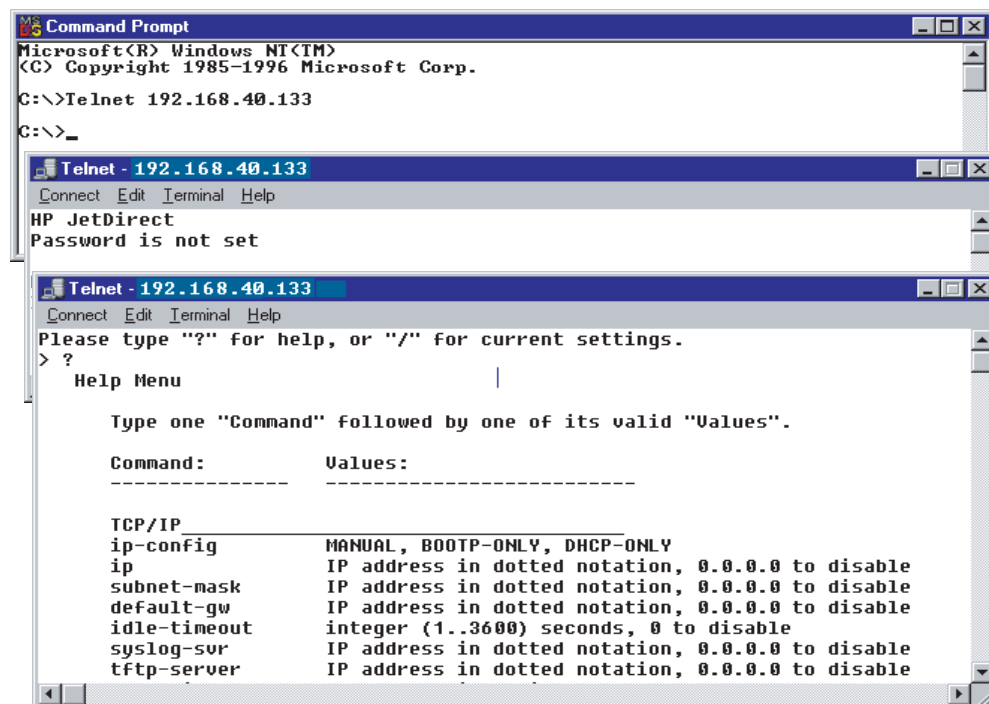 Command Prompt
Microsoft(R) Windows NT(TM)
(C) Copyright 1985-1996 Microsoft Corp.
C:\>Telnet 192.168.40.133
C:\>_
Telnet - 192.168.40.133
Connect Edit Terminal Help
HP JetDirect
Password is not set
Telnet - 192.168.40.133
Connect Edit Terminal Help
Please type "?" for help, or "/" for current settings.
> ?
Help Menu
Type one "Command" followed by one of its valid "Values".
Command: Values:
--------------- --------------------------
TCP/IP
ip-config MANUAL, BOOTP-ONLY, DHCP-ONLY
ip IP address in dotted notation, 0.0.0.0 to disable
subnet-mask IP address in dotted notation, 0.0.0.0 to disable
default-gw IP address in dotted notation, 0.0.0.0 to disable
idle-timeout integer (1..3600) seconds, 0 to disable
syslog-svr IP address in dotted notation, 0.0.0.0 to disable
tftp-server IP address in dotted notation, 0.0.0.0 to disable